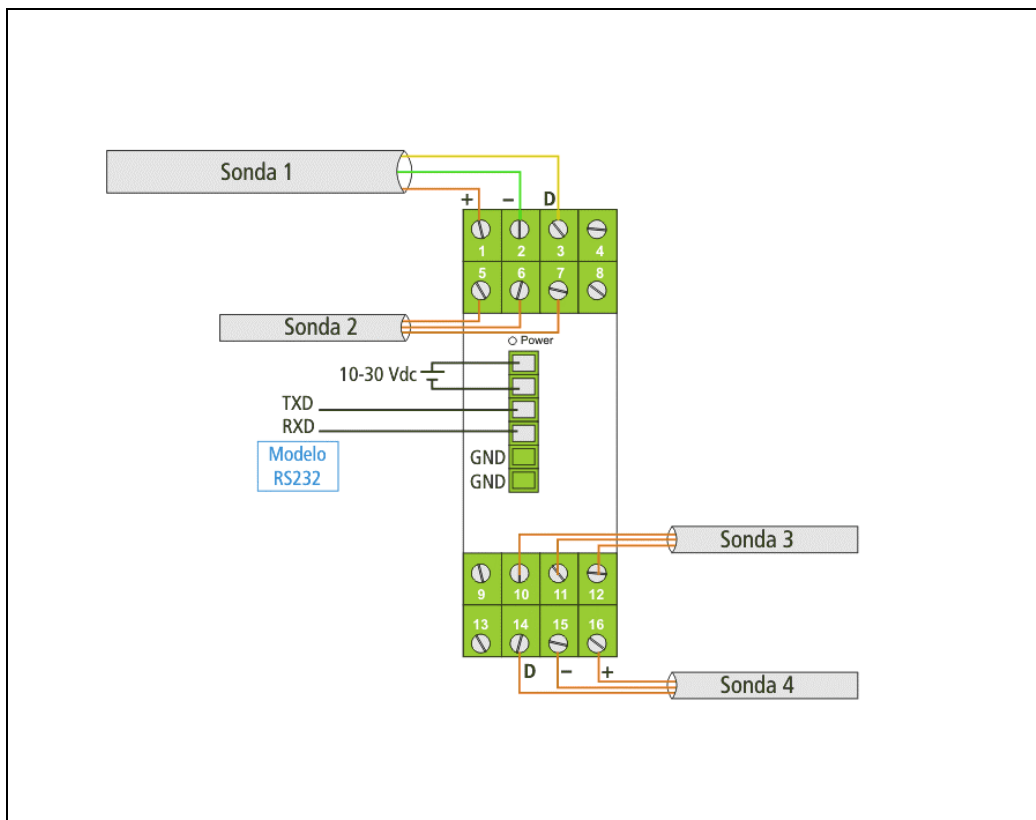 Sonda 1
+ − D
1 2 3 4
5 6 7 8
Sonda 2
Power
10-30 Vdc
TXD
RXD
Modelo
RS232
GND
GND
Sonda 3
9 10 11 12
13 14 15 16
D − +
Sonda 4